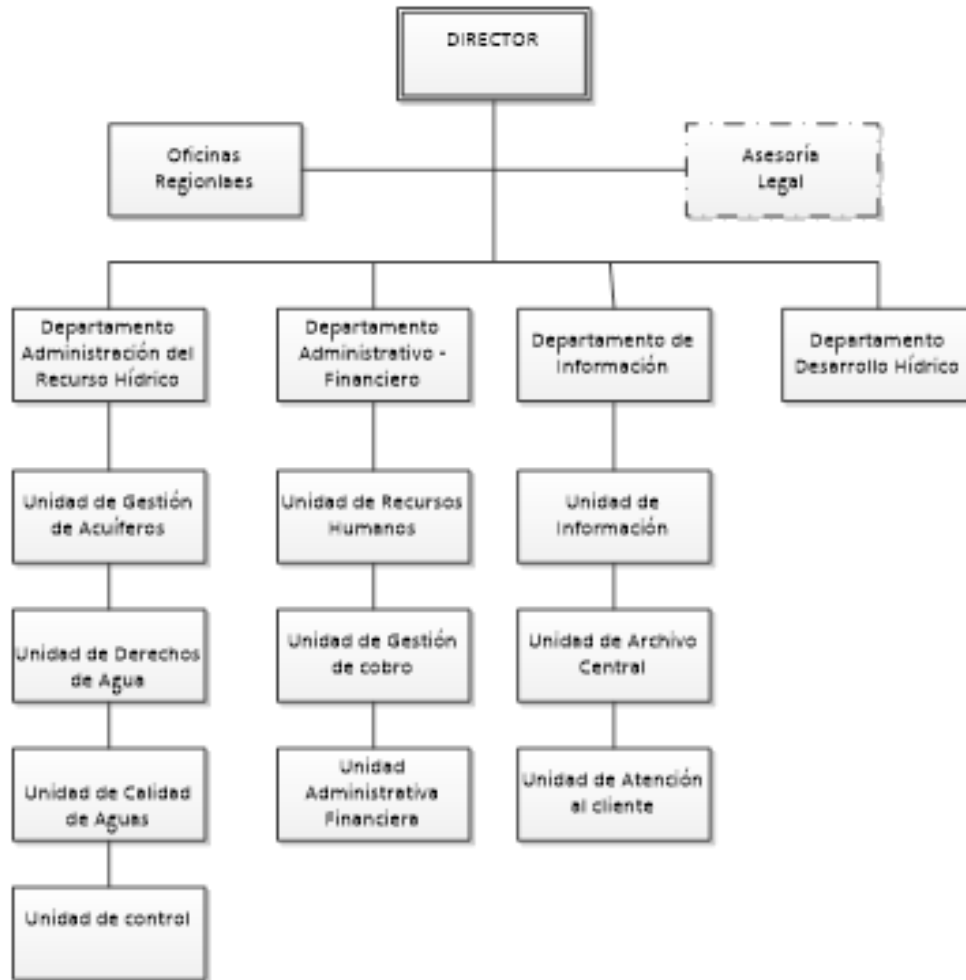 DIRECTOR
Oficinas
Regionlaes
Asesoría
Legal
Departamento
Administración del
Recurso Hídrico
Departamento
Administrativo -
Financiero
Departamento de
Información
Departamento
Desarrollo Hídrico
Unidad de Gestión
de Acuíferos
Unidad de Recursos
Humanos
Unidad de
Información
Unidad de Derechos
de Agua
Unidad de Gestión
de cobro
Unidad de Archivo
Central
Unidad de Calidad
de Aguas
Unidad
Administrativa
Financiera
Unidad de Atención
al cliente
Unidad de control